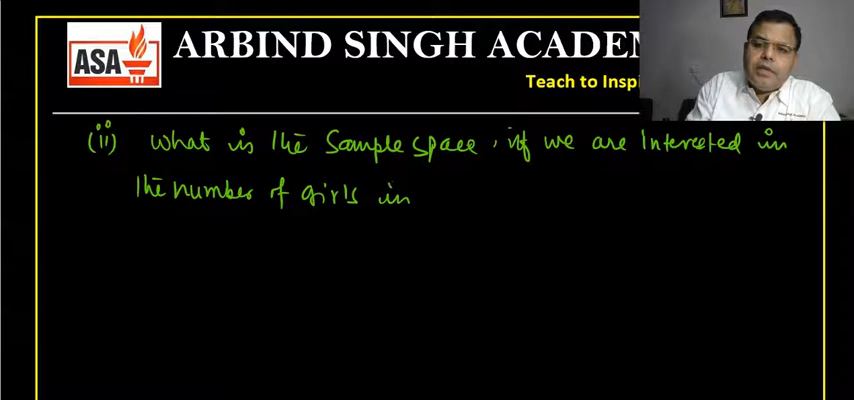 ASA
ARBIND SINGH ACADEM
Teach to Inspi
(ii) What is the Sample space, if we are Interested in
the number of girls in